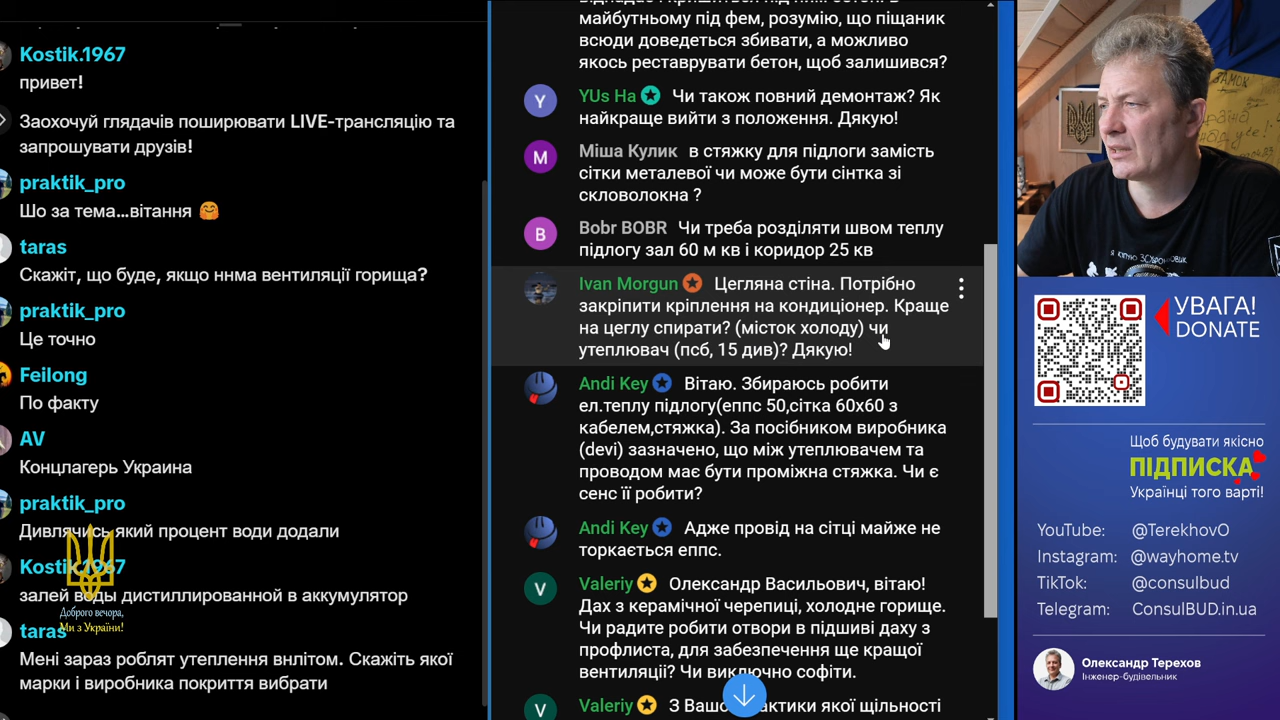 Kostik.1967
привет!
Заохочуй глядачів поширювати LIVE-трансляцію та
запрошувати друзів!
praktik_pro
Шо за тема...вітання 🤗
taras
Скажіт, що буде, якщо ннма вентиляції горища?
praktik_pro
Це точно
Feilong
По факту
AV
Концлагерь Украина
praktik_pro
Дивлячись який процент води додали
Kostik.1967
залей воды дистиллированной в аккумулятор
taras
Мені зараз роблят утеплення внлітом. Скажіть якої
марки і виробника покриття вибрати
Доброго вечора,
Ми з України!
майбутньому під фем, розумію, що піщаник
всюди доведеться збивати, а можливо
якось реставрувати бетон, щоб залишився?
YUs Ha Чи також повний демонтаж? Як
найкраще вийти з положення. Дякую!
Міша Кулик в стяжку для підлоги замість
сітки металевої чи може бути сінтка зі
скловолокна ?
Bobr BOBR Чи треба розділяти швом теплу
підлогу зал 60 м кв і коридор 25 кв
Ivan Morgun Цегляна стіна. Потрібно
закріпити кріплення на кондиціонер. Краще
на цеглу спирати? (місток холоду) чи
утеплювач (псб, 15 див)? Дякую!
Andi Key Вітаю. Збираюсь робити
ел.теплу підлогу(еппс 50,сітка 60х60 з
кабелем,стяжка). За посібником виробника
(devi) зазначено, що між утеплювачем та
проводом має бути проміжна стяжка. Чи є
сенс її робити?
Andi Key Адже провід на сітці майже не
торкається еппс.
Valeriy Олександр Васильович, вітаю!
Дах з керамічної черепиці, холодне горище.
Чи радите робити отвори в підшиві даху з
профлиста, для забезпечення ще кращої
вентиляції? Чи виключно софіти.
Valeriy З Вашої практики якої щільності
УВАГА!
DONATE
Щоб будувати якісно
ПІДПИСКА
Українці того варті!
YouTube: @TerekhovO
Instagram: @wayhome.tv
TikTok: @consulbud
Telegram: ConsulBUD.in.ua
Олександр Терехов
Інженер-будівельник